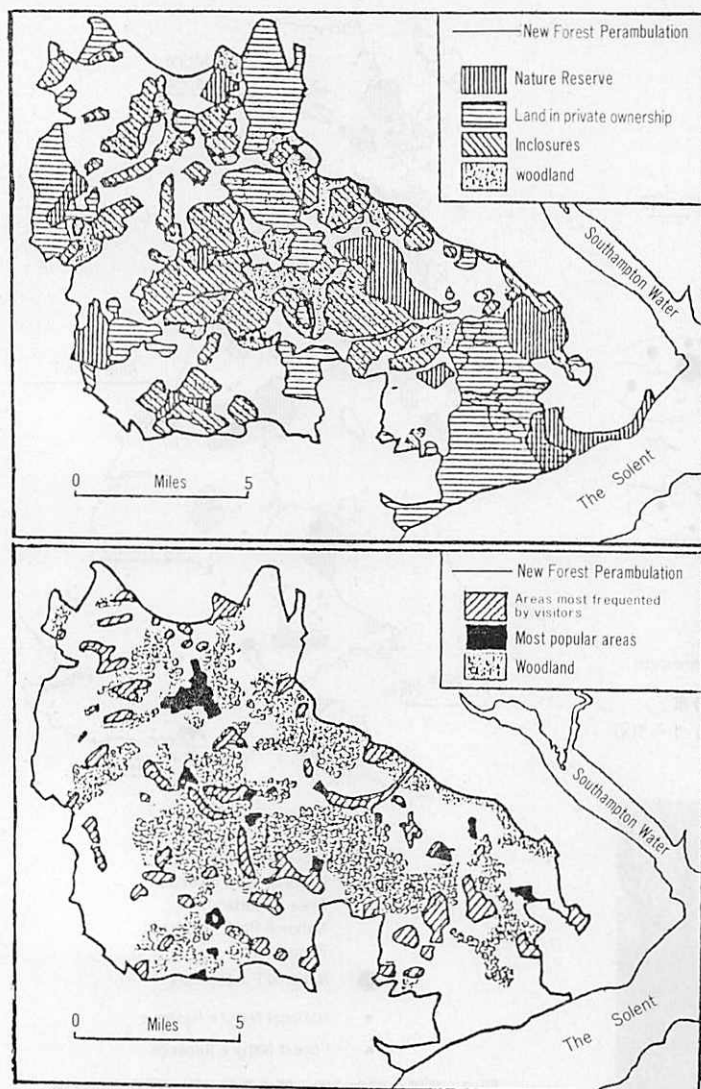 New Forest Perambulation
Nature Reserve
Land in private ownership
Inclosures
woodland
Southampton Water
The Solent
0 Miles 5
New Forest Perambulation
Areas most frequented
by visitors
Most popular areas
Woodland
Southampton Water
The Solent
0 Miles 5